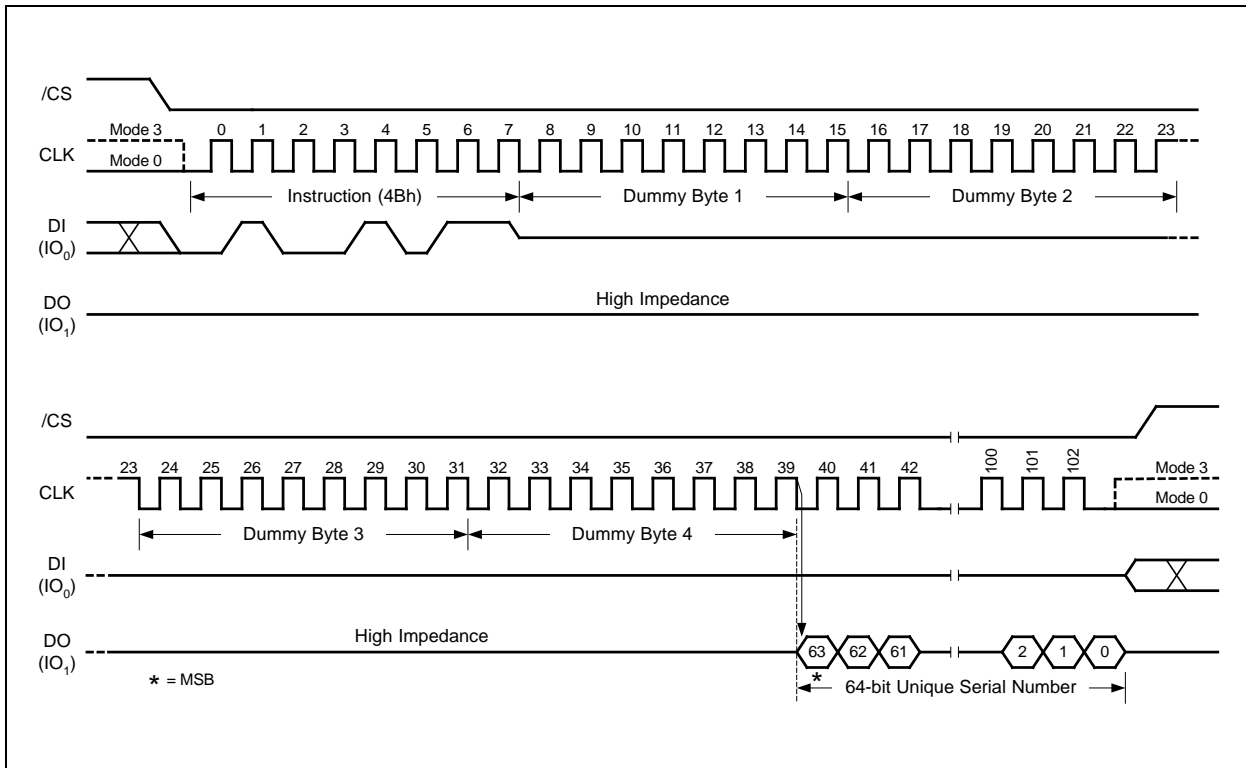 /CS
Mode 3
0 1 2 3 4 5 6 7 8 9 10 11 12 13 14 15 16 17 18 19 20 21 22 23
CLK
Mode 0
Instruction (4Bh) Dummy Byte 1 Dummy Byte 2
DI
(IO0)
High Impedance
DO
(IO1)
/CS
23 24 25 26 27 28 29 30 31 32 33 34 35 36 37 38 39 40 41 42 100 101 102
Mode 3
CLK
Mode 0
Dummy Byte 3 Dummy Byte 4
DI
(IO0)
High Impedance
DO
(IO1)
63 62 61 2 1 0
* = MSB
*
64-bit Unique Serial Number